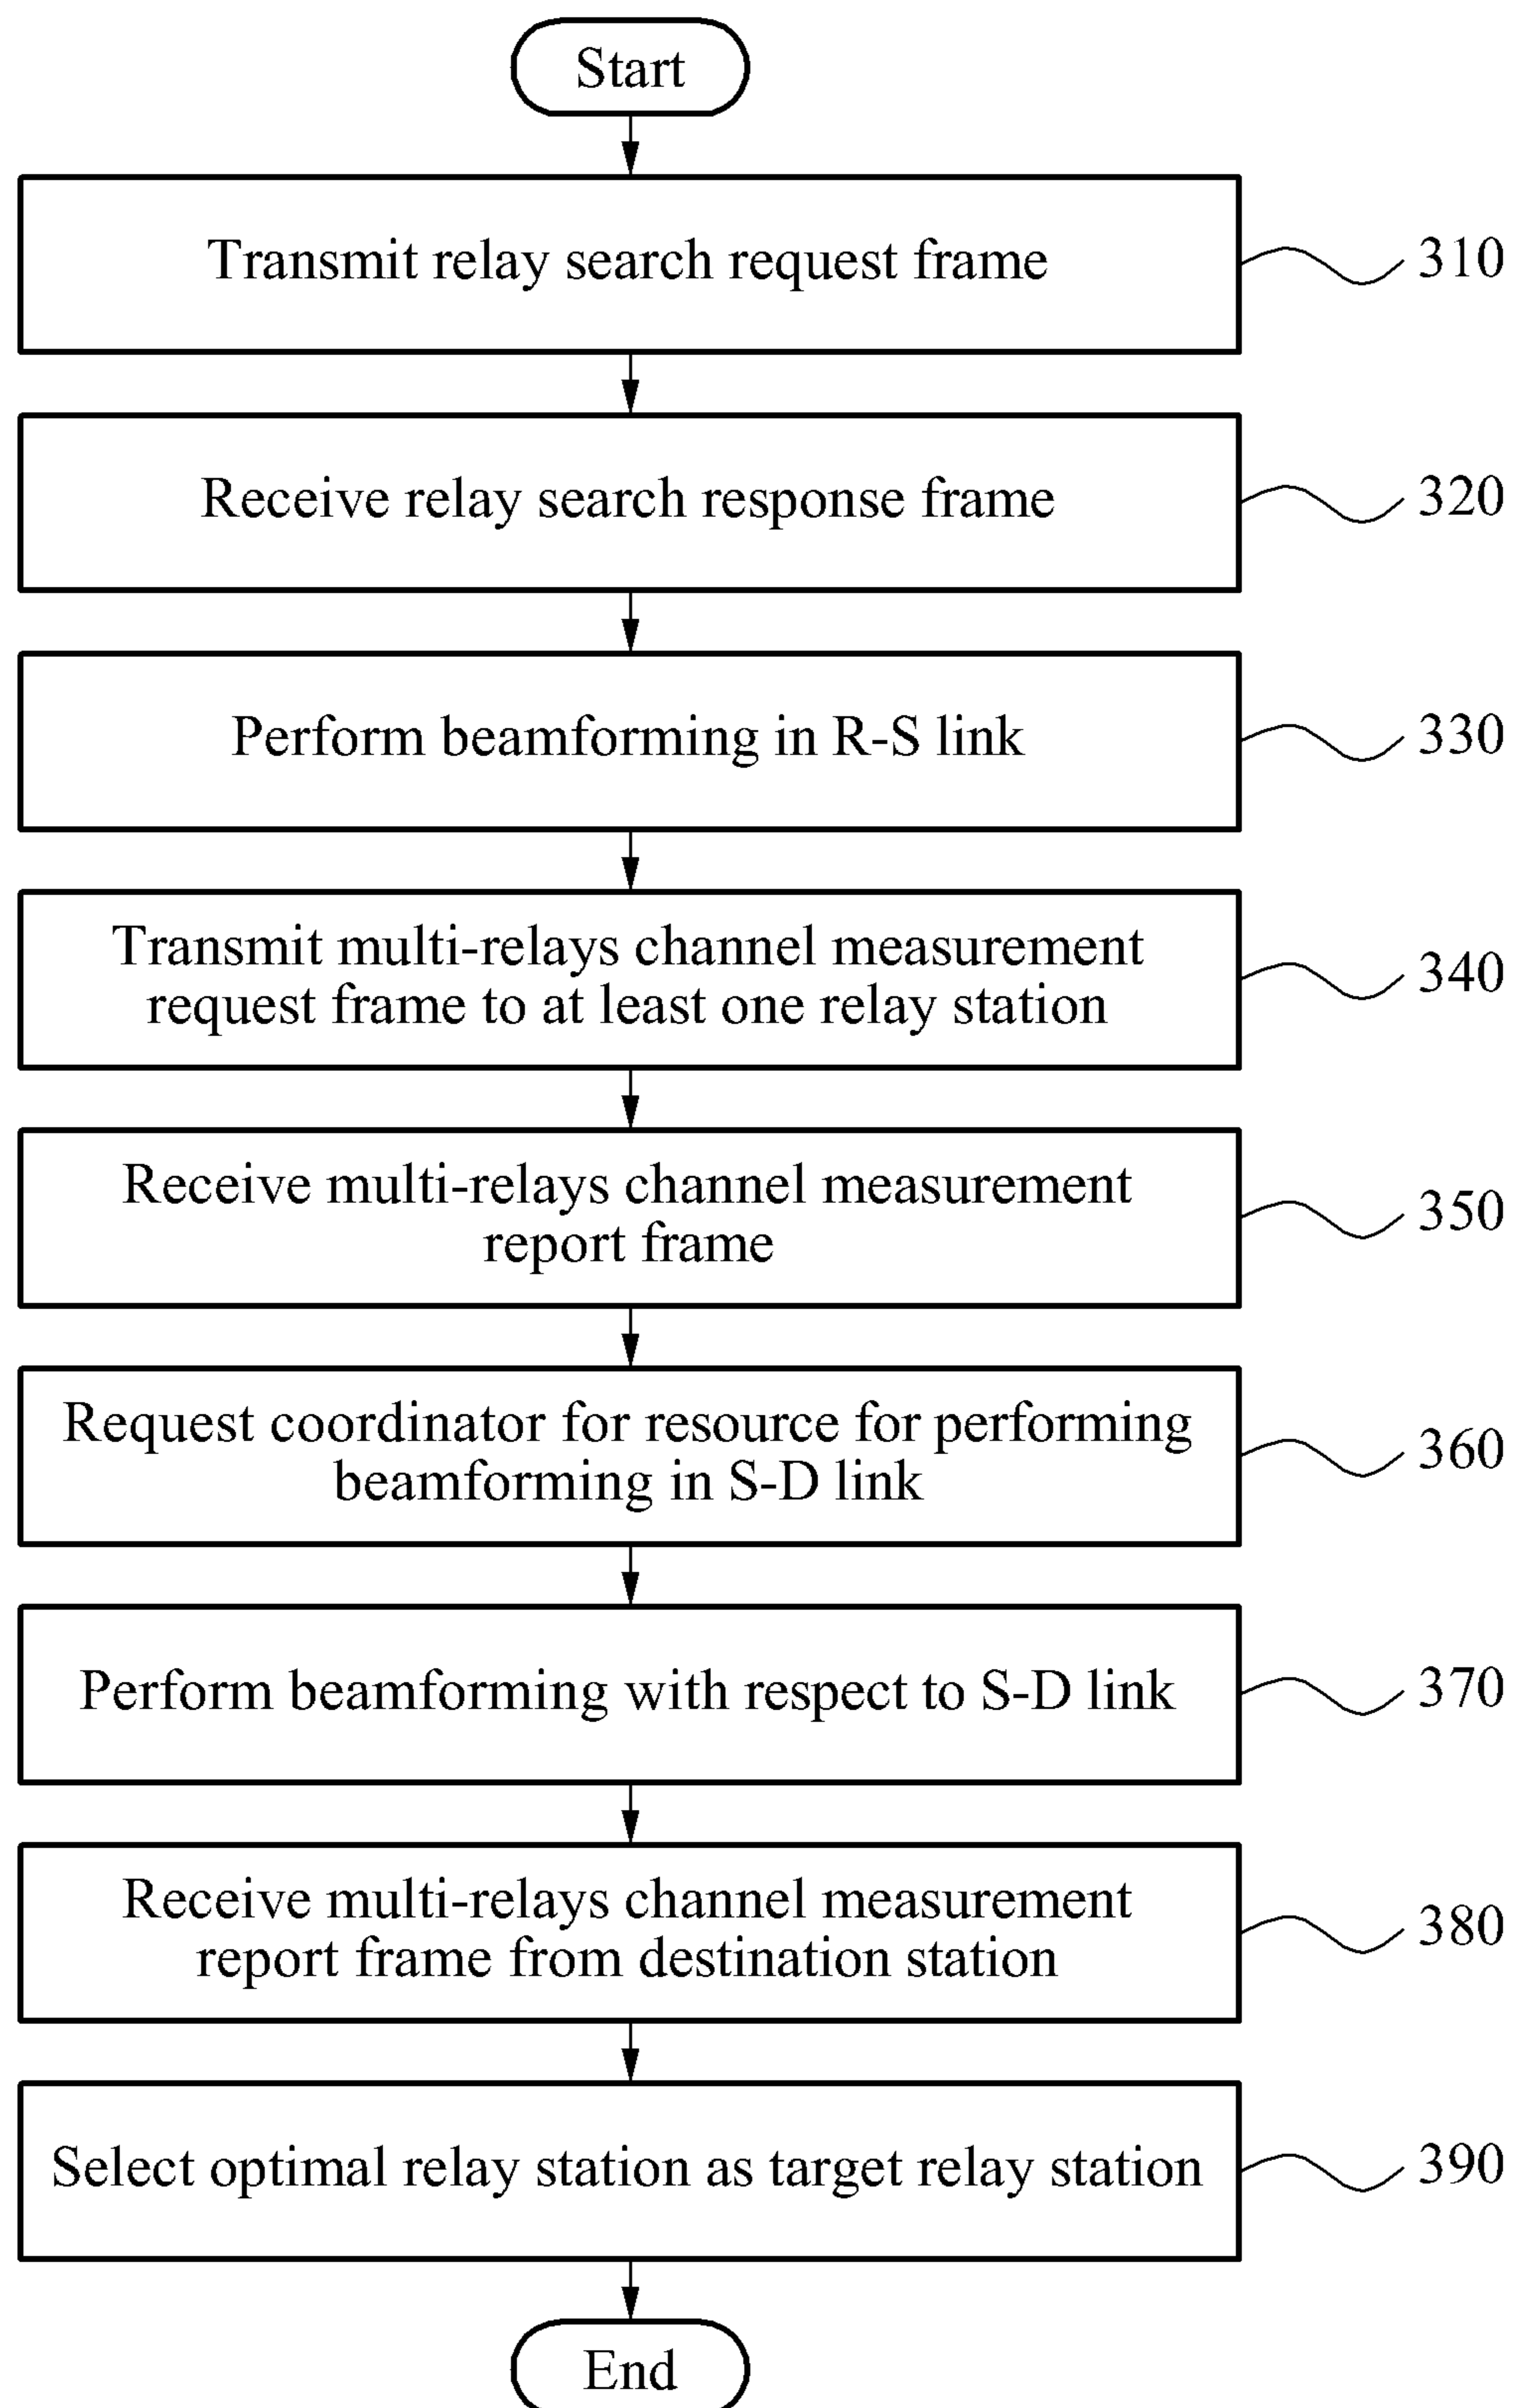 Start
Transmit relay search request frame
310
Receive relay search response frame
320
Perform beamforming in R-S link
330
Transmit multi-relays channel measurement
request frame to at least one relay station
340
Receive multi-relays channel measurement
report frame
350
Request coordinator for resource for performing
beamforming in S-D link
360
Perform beamforming with respect to S-D link
370
Receive multi-relays channel measurement
report frame from destination station
380
Select optimal relay station as target relay station
390
End